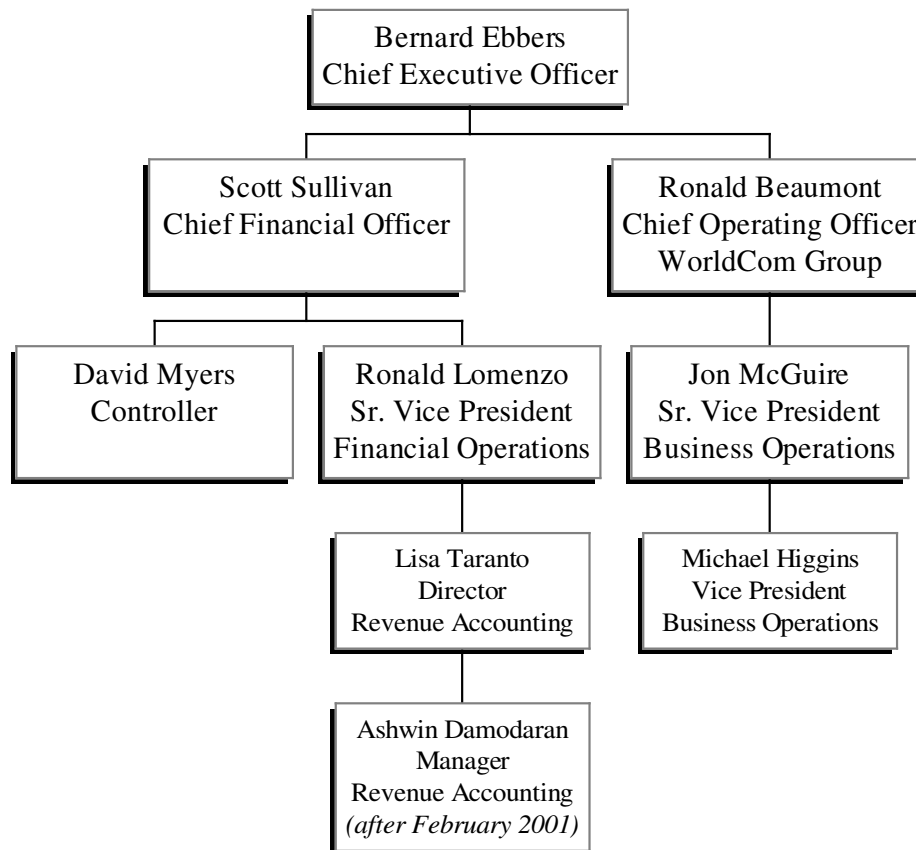 Bernard Ebbers
Chief Executive Officer
Scott Sullivan
Chief Financial Officer
Ronald Beaumont
Chief Operating Officer
WorldCom Group
David Myers
Controller
Ronald Lomenzo
Sr. Vice President
Financial Operations
Jon McGuire
Sr. Vice President
Business Operations
Lisa Taranto
Director
Revenue Accounting
Michael Higgins
Vice President
Business Operations
Ashwin Damodaran
Manager
Revenue Accounting
(after February 2001)